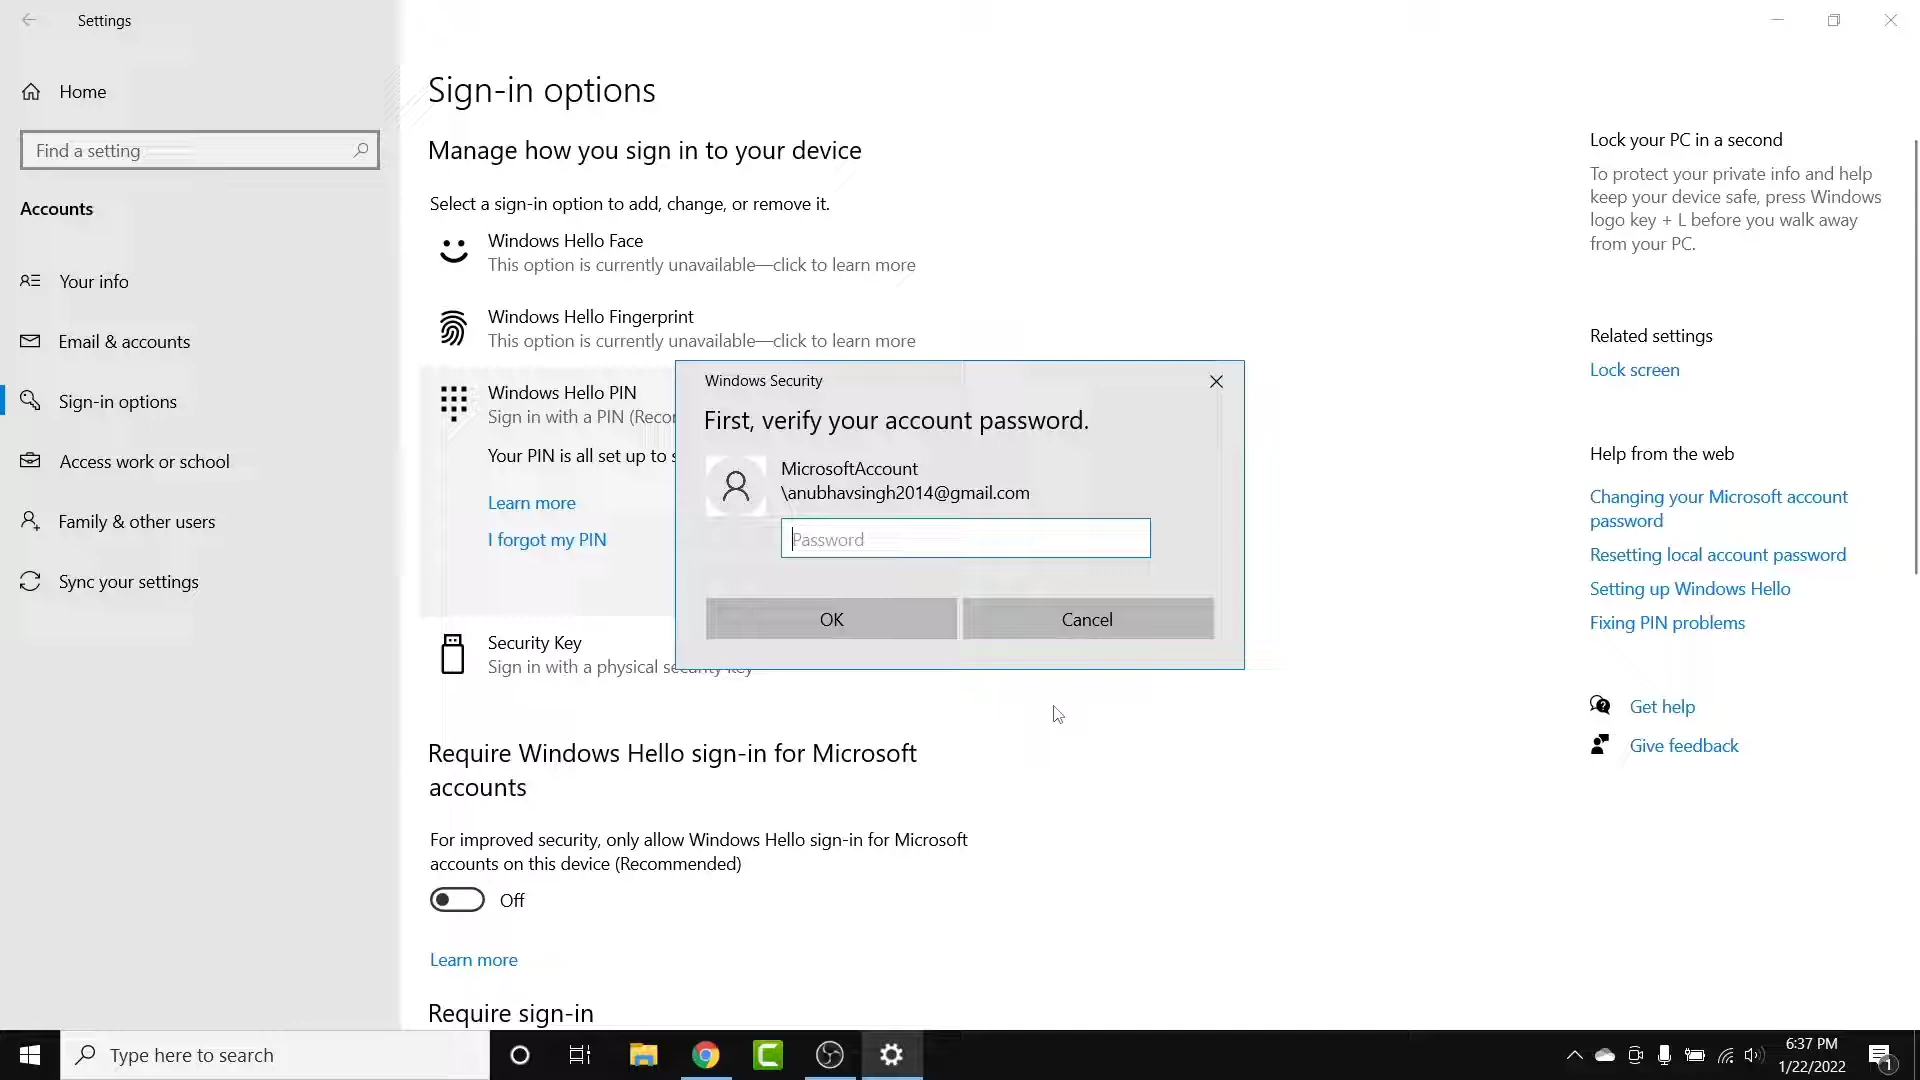 Settings
Home
Find a setting
Accounts
Your info
Email & accounts
Sign-in options
Access work or school
Family & other users
Sync your settings
Sign-in options
Manage how you sign in to your device
Select a sign-in option to add, change, or remove it.
Windows Hello Face
This option is currently unavailable—click to learn more
Windows Hello Fingerprint
This option is currently unavailable—click to learn more
Windows Hello PIN
Sign in with a PIN
Your PIN is all set up to
Learn more
I forgot my PIN
Security Key
Sign in with a physical security key
Windows Security
First, verify your account password.
MicrosoftAccount
\anubhavsingh2014@gmail.com
Password
OK
Cancel
Require Windows Hello sign-in for Microsoft
accounts
For improved security, only allow Windows Hello sign-in for Microsoft
accounts on this device (Recommended)
Off
Learn more
Require sign-in
Lock your PC in a second
To protect your private info and help
keep your device safe, press Windows
logo key + L before you walk away
from your PC.
Related settings
Lock screen
Help from the web
Changing your Microsoft account
password
Resetting local account password
Setting up Windows Hello
Fixing PIN problems
Get help
Give feedback
Type here to search
6:37 PM
1/22/2022
1